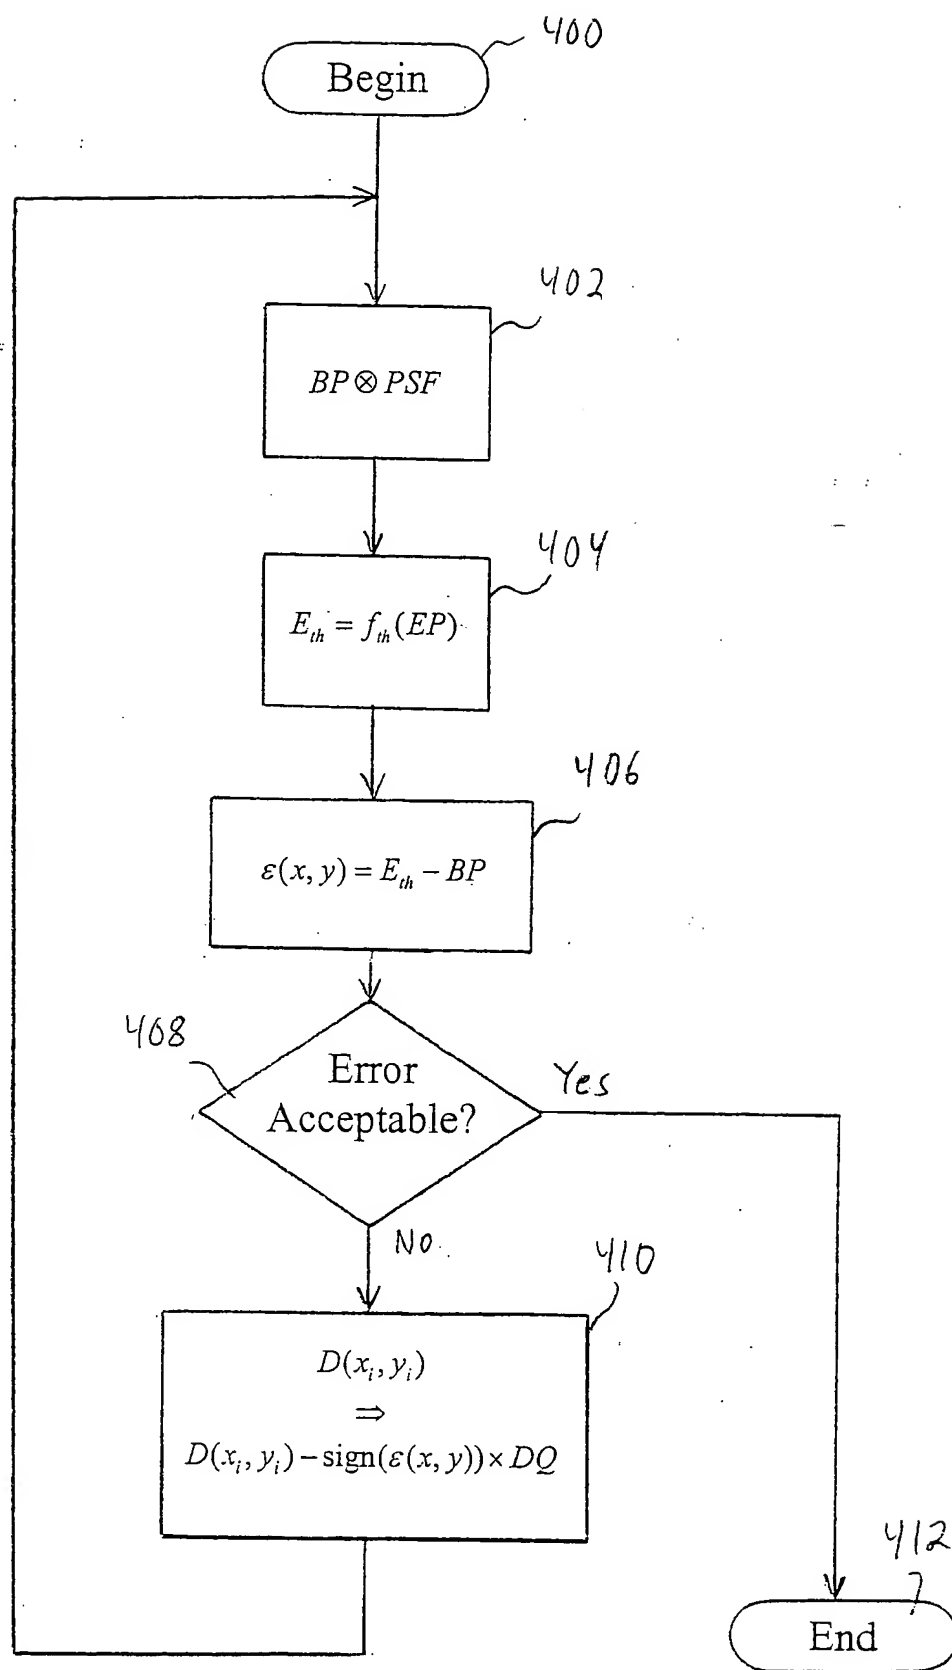 400
Begin
402
BP ⊗ PSF
404
E_th = f_th(EP)
406
ε(x, y) = E_th − BP
408
Error
Acceptable?
Yes
No
410
D(x_i, y_i)
⇒
D(x_i, y_i) − sign(ε(x, y)) × DQ
412
End